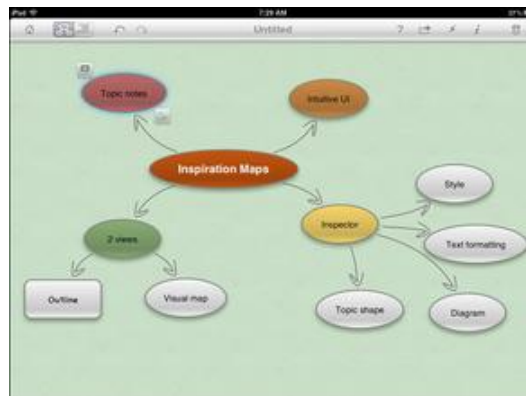 iPad
7:29 AM
Untitled
?
i
Topic notes
Intuitive UI
Inspiration Maps
Style
Inspector
2 views
Text formatting
Outline
Visual map
Topic shape
Diagram